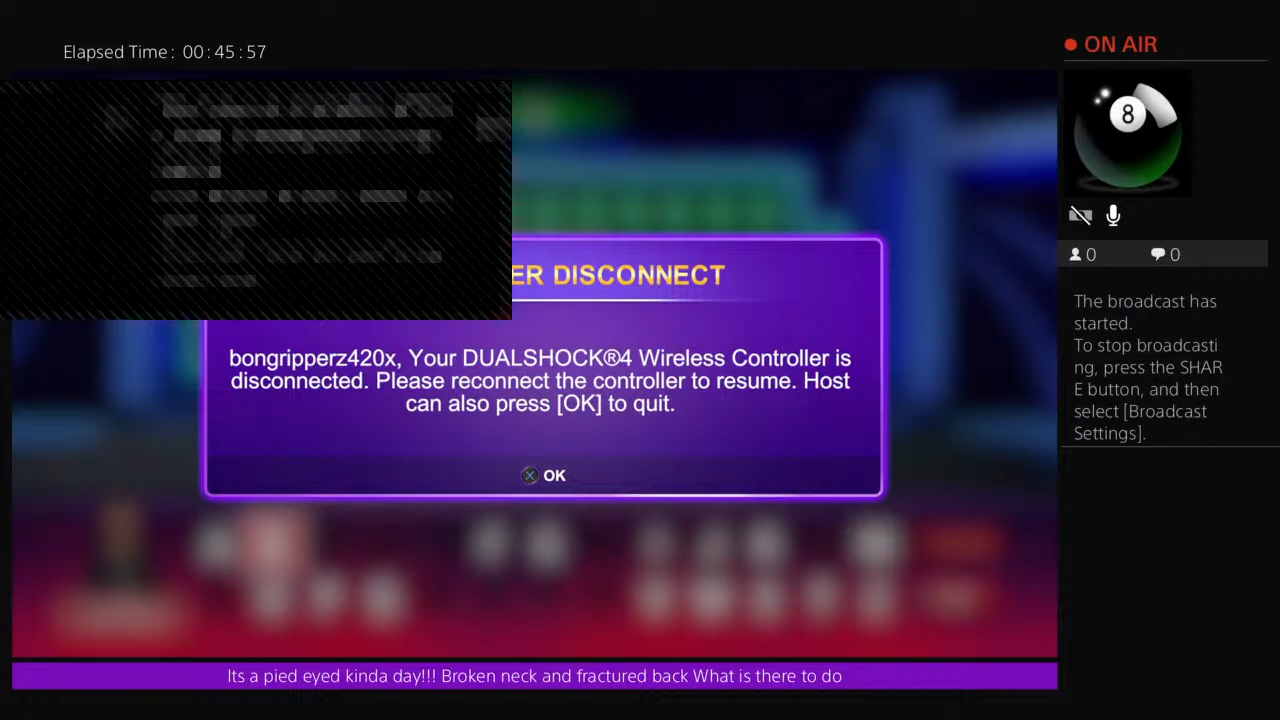 Elapsed Time: 00:45:57
ON AIR
8
0 0
ER DISCONNECT
bongripperz420x, Your DUALSHOCK®4 Wireless Controller is
disconnected. Please reconnect the controller to resume. Host
can also press [OK] to quit.
OK
The broadcast has
started.
To stop broadcasti
ng, press the SHAR
E button, and then
select [Broadcast
Settings].
Its a pied eyed kinda day!!! Broken neck and fractured back What is there to do